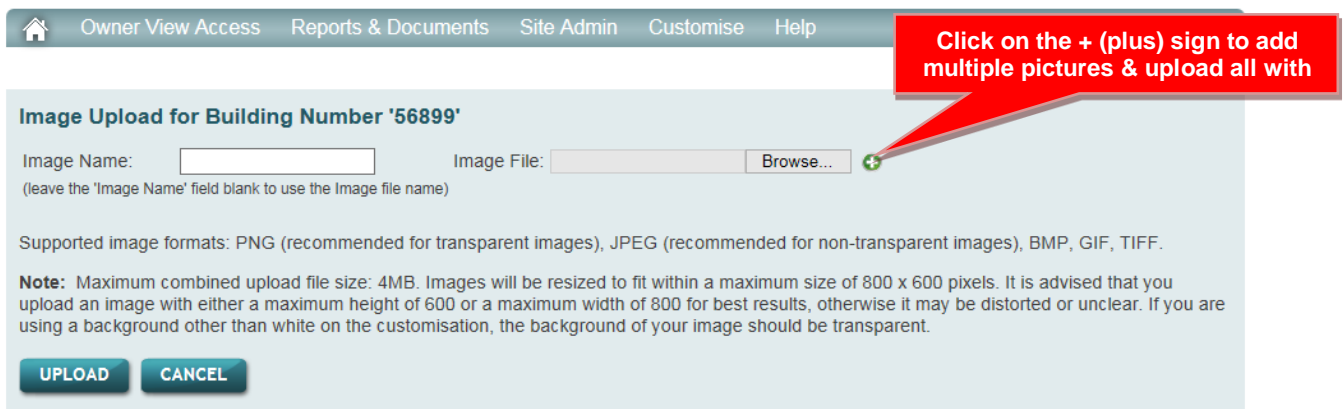 Owner View Access Reports & Documents Site Admin Customise Help
Click on the + (plus) sign to add
multiple pictures & upload all with
Image Upload for Building Number '56899'
Image Name: Image File: Browse...
(leave the 'Image Name' field blank to use the Image file name)
Supported image formats: PNG (recommended for transparent images), JPEG (recommended for non-transparent images), BMP, GIF, TIFF.
Note: Maximum combined upload file size: 4MB. Images will be resized to fit within a maximum size of 800 x 600 pixels. It is advised that you
upload an image with either a maximum height of 600 or a maximum width of 800 for best results, otherwise it may be distorted or unclear. If you are
using a background other than white on the customisation, the background of your image should be transparent.
UPLOAD CANCEL